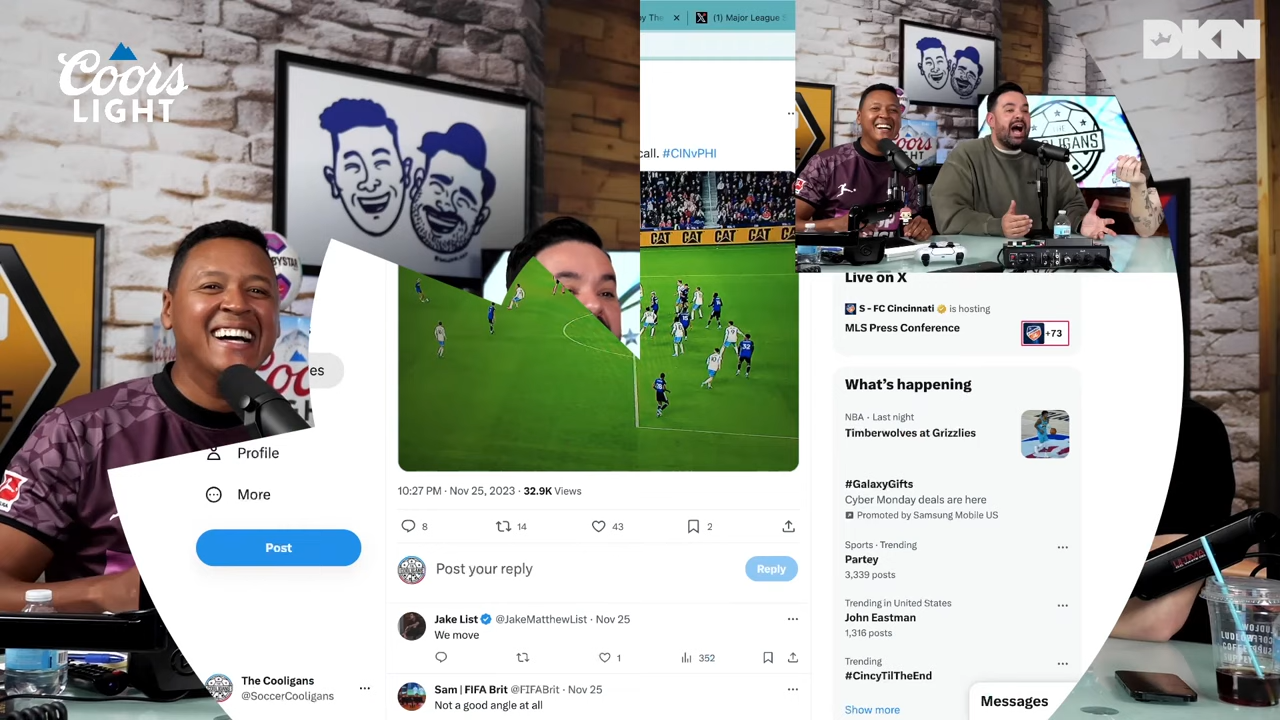 Coors
LIGHT
DKN
by The
(1) Major League S
call. #CINvPHI
CAT CAT CAT CAT
32
10:27 PM · Nov 25, 2023 · 32.9K Views
8
14
43
2
Post your reply
Reply
Jake List @JakeMatthewList · Nov 25
We move
1
352
Sam | FIFA Brit @FIFABrit · Nov 25
Not a good angle at all
es
Profile
More
Post
The Cooligans
@SoccerCooligans
Live on X
S - FC Cincinnati is hosting
MLS Press Conference
+73
What's happening
NBA · Last night
Timberwolves at Grizzlies
#GalaxyGifts
Cyber Monday deals are here
Promoted by Samsung Mobile US
Sports · Trending
Partey
3,339 posts
Trending in United States
John Eastman
1,316 posts
Trending
#CincyTilTheEnd
Show more
Messages